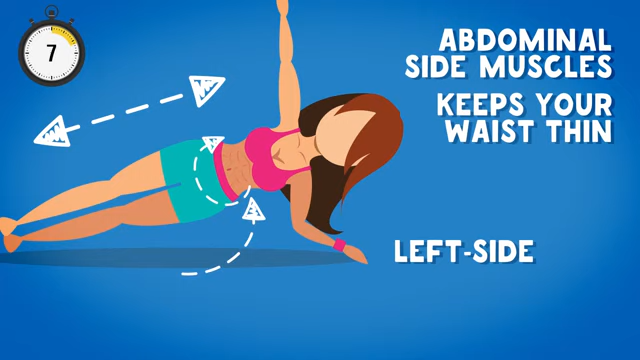 7
ABDOMINAL
SIDE MUSCLES
KEEPS YOUR
WAIST THIN
LEFT-SIDE